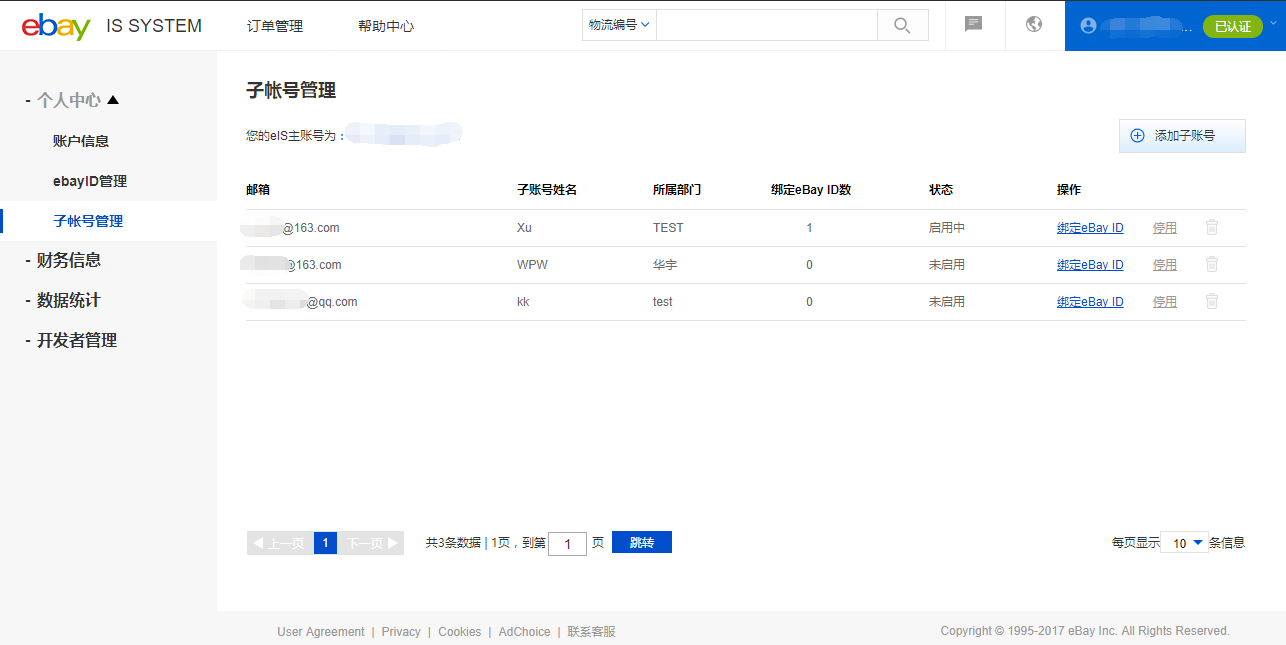 ebay IS SYSTEM 订单管理 帮助中心 物流编号 ... 已认证
- 个人中心
账户信息
ebayID管理
子帐号管理
- 财务信息
- 数据统计
- 开发者管理
子帐号管理
您的eIS主账号为：
添加子账号
邮箱 子账号姓名 所属部门 绑定eBay ID数 状态 操作
@163.com Xu TEST 1 启用中 绑定eBay ID 停用
@163.com WPW 华宇 0 未启用 绑定eBay ID 停用
@qq.com kk test 0 未启用 绑定eBay ID 停用
上一页 1 下一页 共3条数据 | 1页，到第 1 页 跳转 每页显示 10 条信息
User Agreement | Privacy | Cookies | AdChoice | 联系客服 Copyright © 1995-2017 eBay Inc. All Rights Reserved.